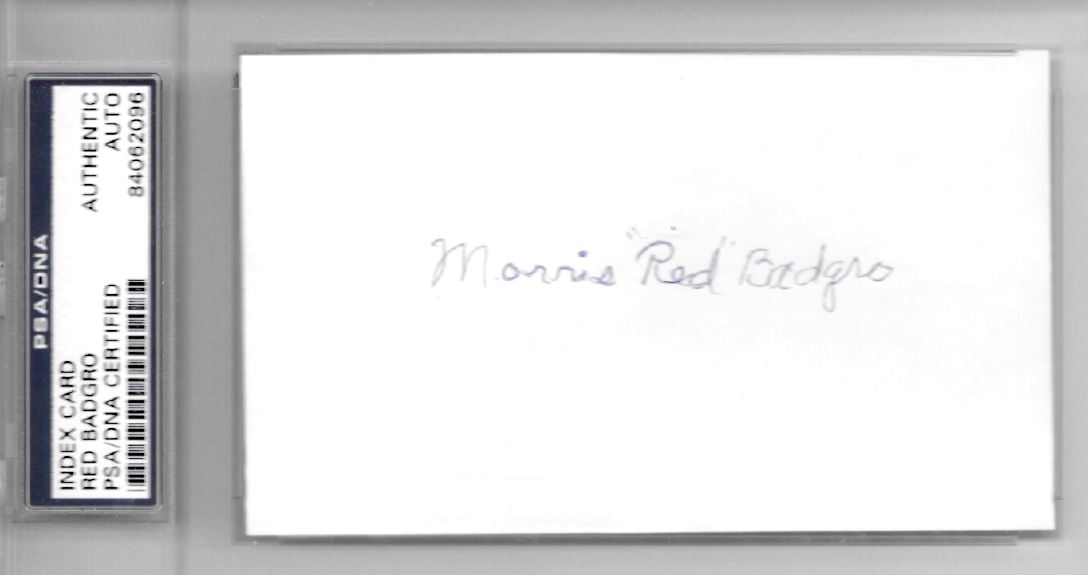 PSA/DNA
INDEX CARD
RED BADGRO
PSA/DNA CERTIFIED
AUTHENTIC
AUTO
84062096
Morris "Red" Badgro